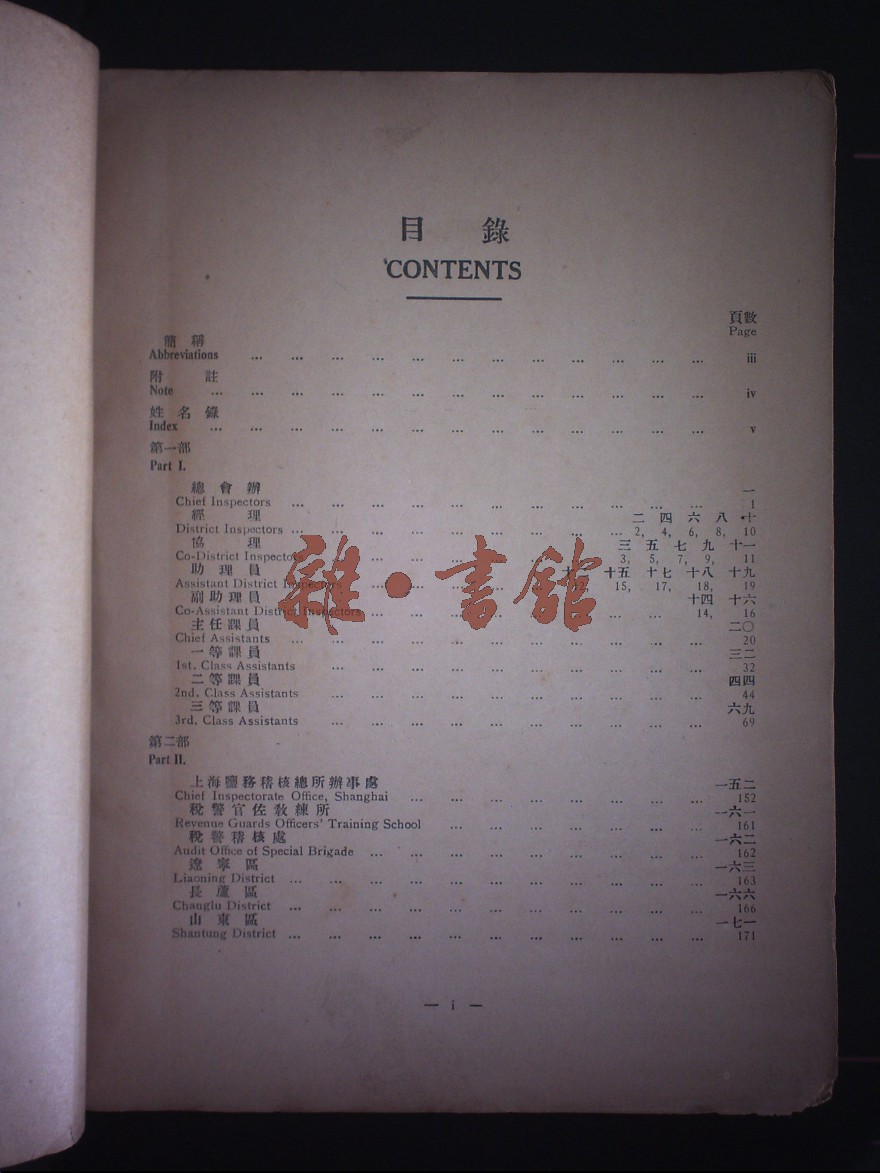 目 錄
CONTENTS
頁數
Page
簡 稱
Abbreviations ... ... ... ... ... ... ... ... ... ... ... ... iii
附 註
Note ... ... ... ... ... ... ... ... ... ... ... ... ... iv
姓 名 錄
Index ... ... ... ... ... ... ... ... ... ... ... ... ... v
第一部
Part I.
總 會 辦 一
Chief Inspectors ... ... ... ... ... ... ... ... ... ... ... 1
經 理 二 四 六 八 十
District Inspectors ... ... ... ... ... ... ... ... ... 2, 4, 6, 8, 10
協 理 三 五 七 九 十一
Co-District Inspectors ... ... ... ... ... ... ... 3, 5, 7, 9, 11
助 理 員 十五 十七 十八 十九
Assistant District Inspectors ... ... ... ... 12, 15, 17, 18, 19
副 助 理 員 十四 十六
Co-Assistant District Inspectors ... ... ... ... ... ... ... ... 14, 16
主 任 課 員 二〇
Chief Assistants ... ... ... ... ... ... ... ... ... ... ... 20
一 等 課 員 三二
1st. Class Assistants ... ... ... ... ... ... ... ... ... ... 32
二 等 課 員 四四
2nd. Class Assistants ... ... ... ... ... ... ... ... ... ... 44
三 等 課 員 六九
3rd. Class Assistants ... ... ... ... ... ... ... ... ... ... 69
第二部
Part II.
上海鹽務稽核總所辦事處 一五二
Chief Inspectorate Office, Shanghai ... ... ... ... ... ... ... ... 152
稅警官佐教練所 一六一
Revenue Guards Officers' Training School ... ... ... ... ... ... ... 161
稅警稽核處 一六二
Audit Office of Special Brigade ... ... ... ... ... ... ... ... ... 162
遼 寧 區 一六三
Liaoning District ... ... ... ... ... ... ... ... ... ... ... 163
長 蘆 區 一六六
Changlu District ... ... ... ... ... ... ... ... ... ... ... 166
山 東 區 一七一
Shantung District ... ... ... ... ... ... ... ... ... ... ... 171
— i —
雜·書館